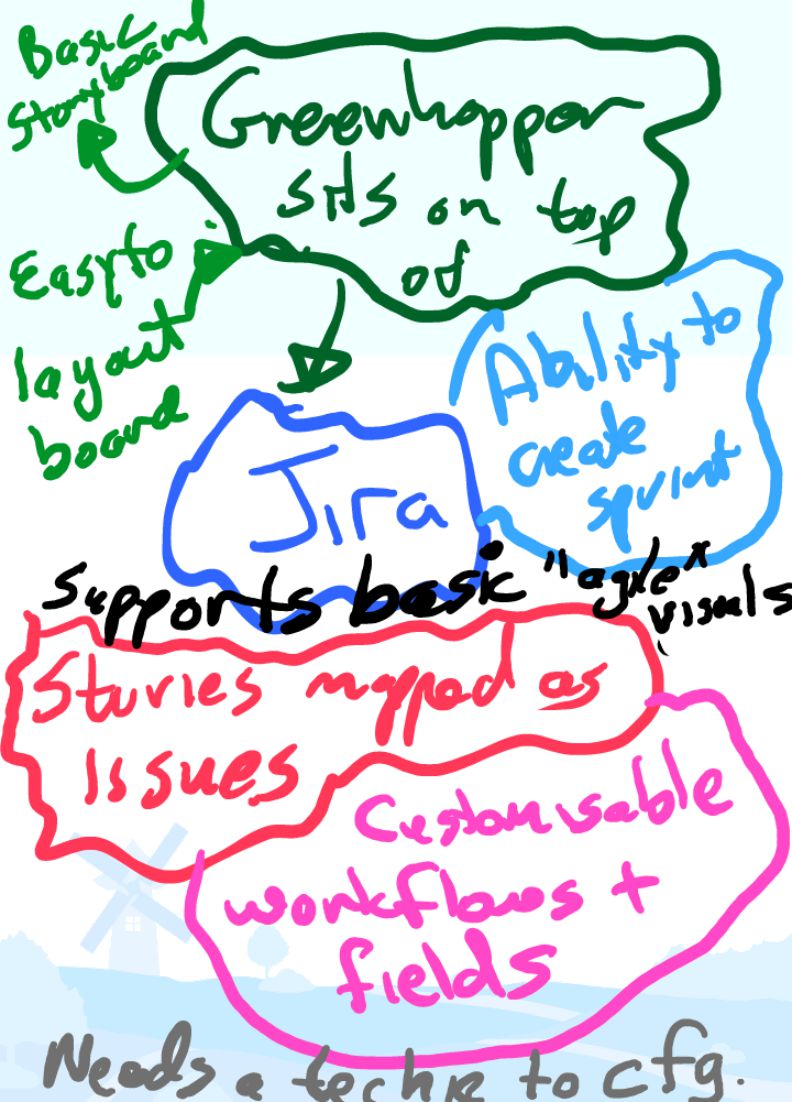 Basic
Storyboard
Greenhopper
sits on top
of
Easy to
layout
board
Ability to
create
sprint
Jira
Supports basic "agile"
visuals
Stories mapped as
issues
Customisable
workflows +
fields
Needs a techie to cfg.